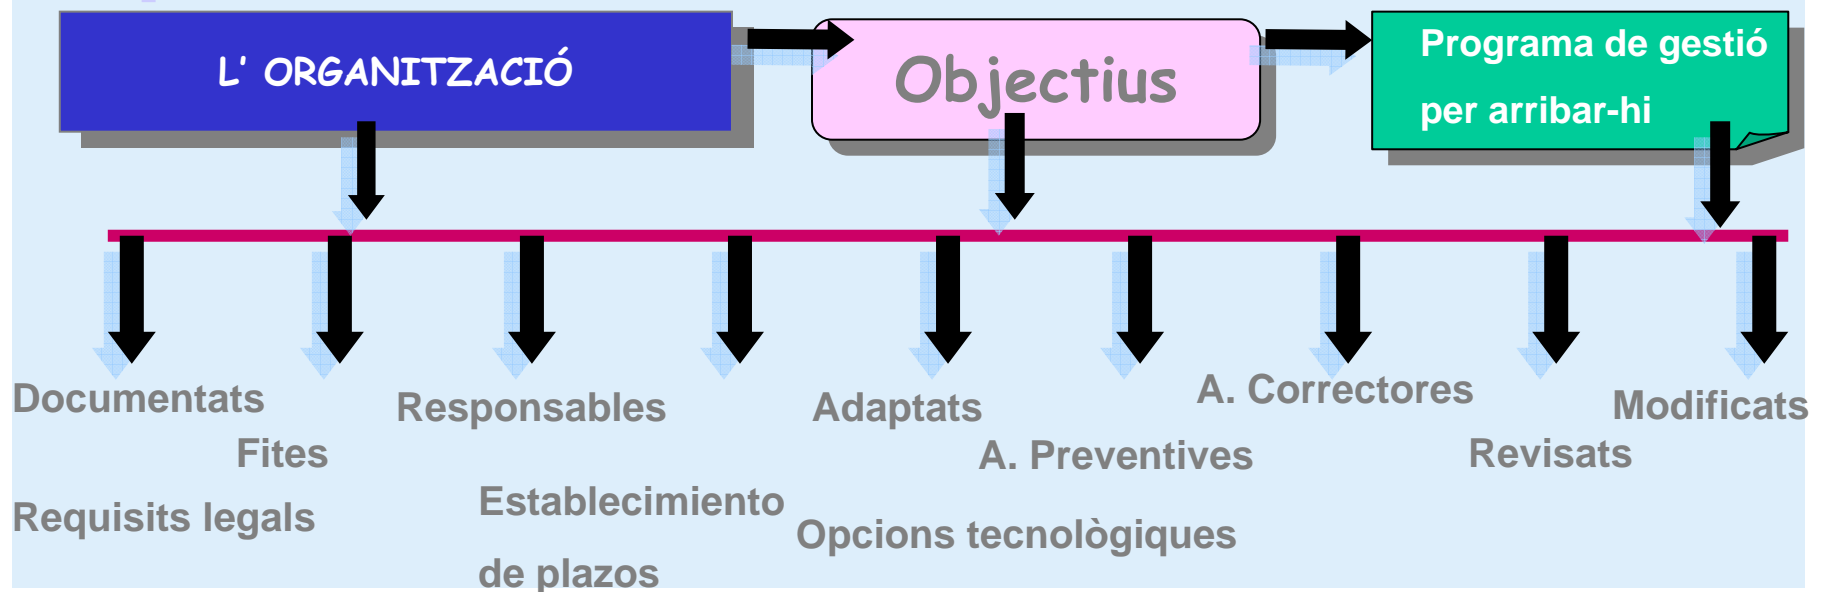 L' ORGANITZACIÓ
Objectius
Programa de gestió
per arribar-hi
Documentats
Fites
Requisits legals
Responsables
Establecimiento
de plazos
Adaptats
A. Preventives
Opcions tecnològiques
A. Correctores
Revisats
Modificats